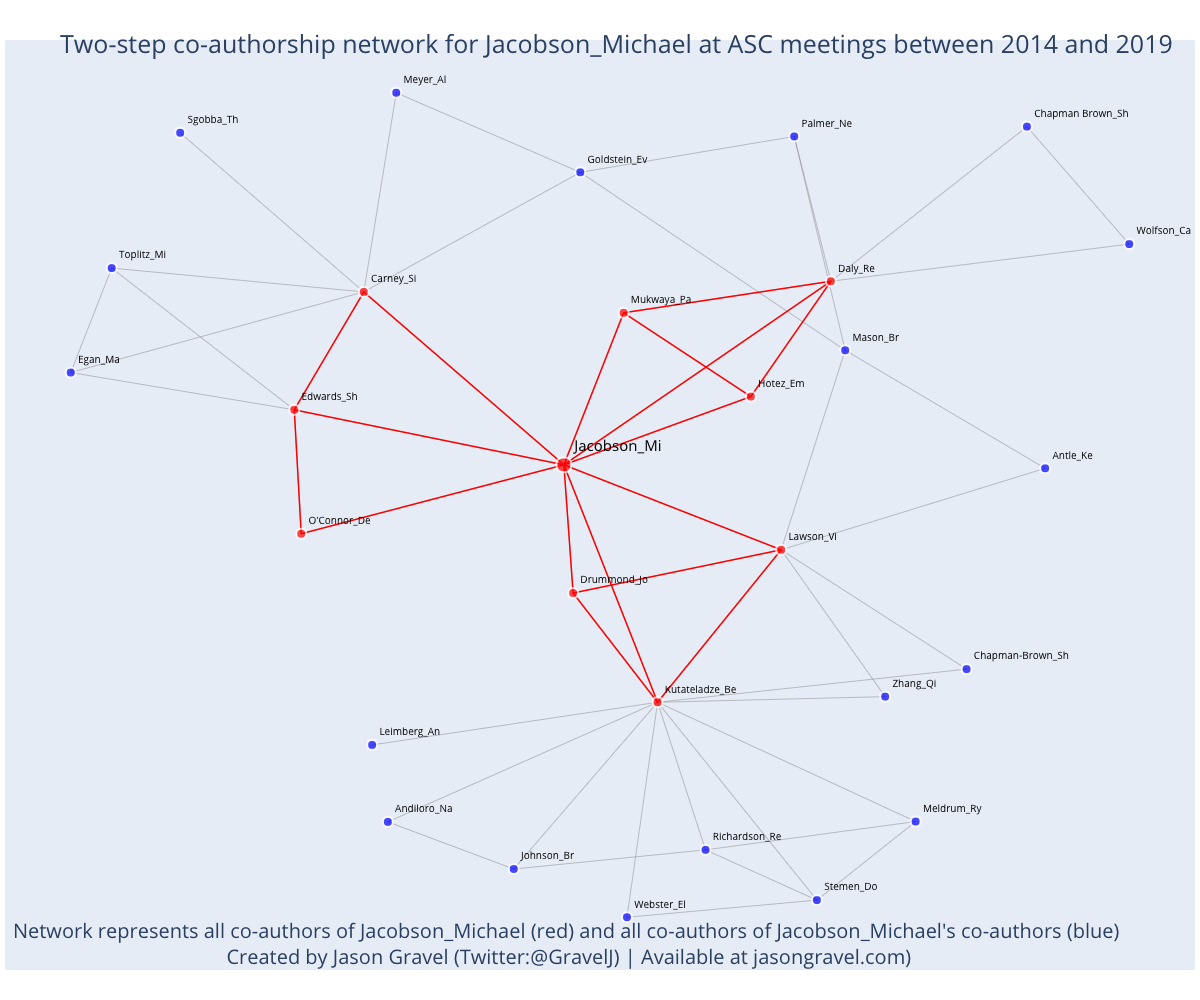 Two-step co-authorship network for Jacobson_Michael at ASC meetings between 2014 and 2019
Meyer_Al
Sgobba_Th
Palmer_Ne
Chapman Brown_Sh
Goldstein_Ev
Wolfson_Ca
Toplitz_Mi
Carney_Si
Daly_Re
Mukwaya_Pa
Mason_Br
Egan_Ma
Hotez_Em
Edwards_Sh
Jacobson_Mi
Antle_Ke
O'Connor_De
Lawson_Vi
Drummond_Jo
Chapman-Brown_Sh
Kutateladze_Be
Zhang_Qi
Leimberg_An
Andiloro_Na
Meldrum_Ry
Richardson_Re
Johnson_Br
Stemen_Do
Webster_El
Network represents all co-authors of Jacobson_Michael (red) and all co-authors of Jacobson_Michael's co-authors (blue)
Created by Jason Gravel (Twitter:@GravelJ) | Available at jasongravel.com)